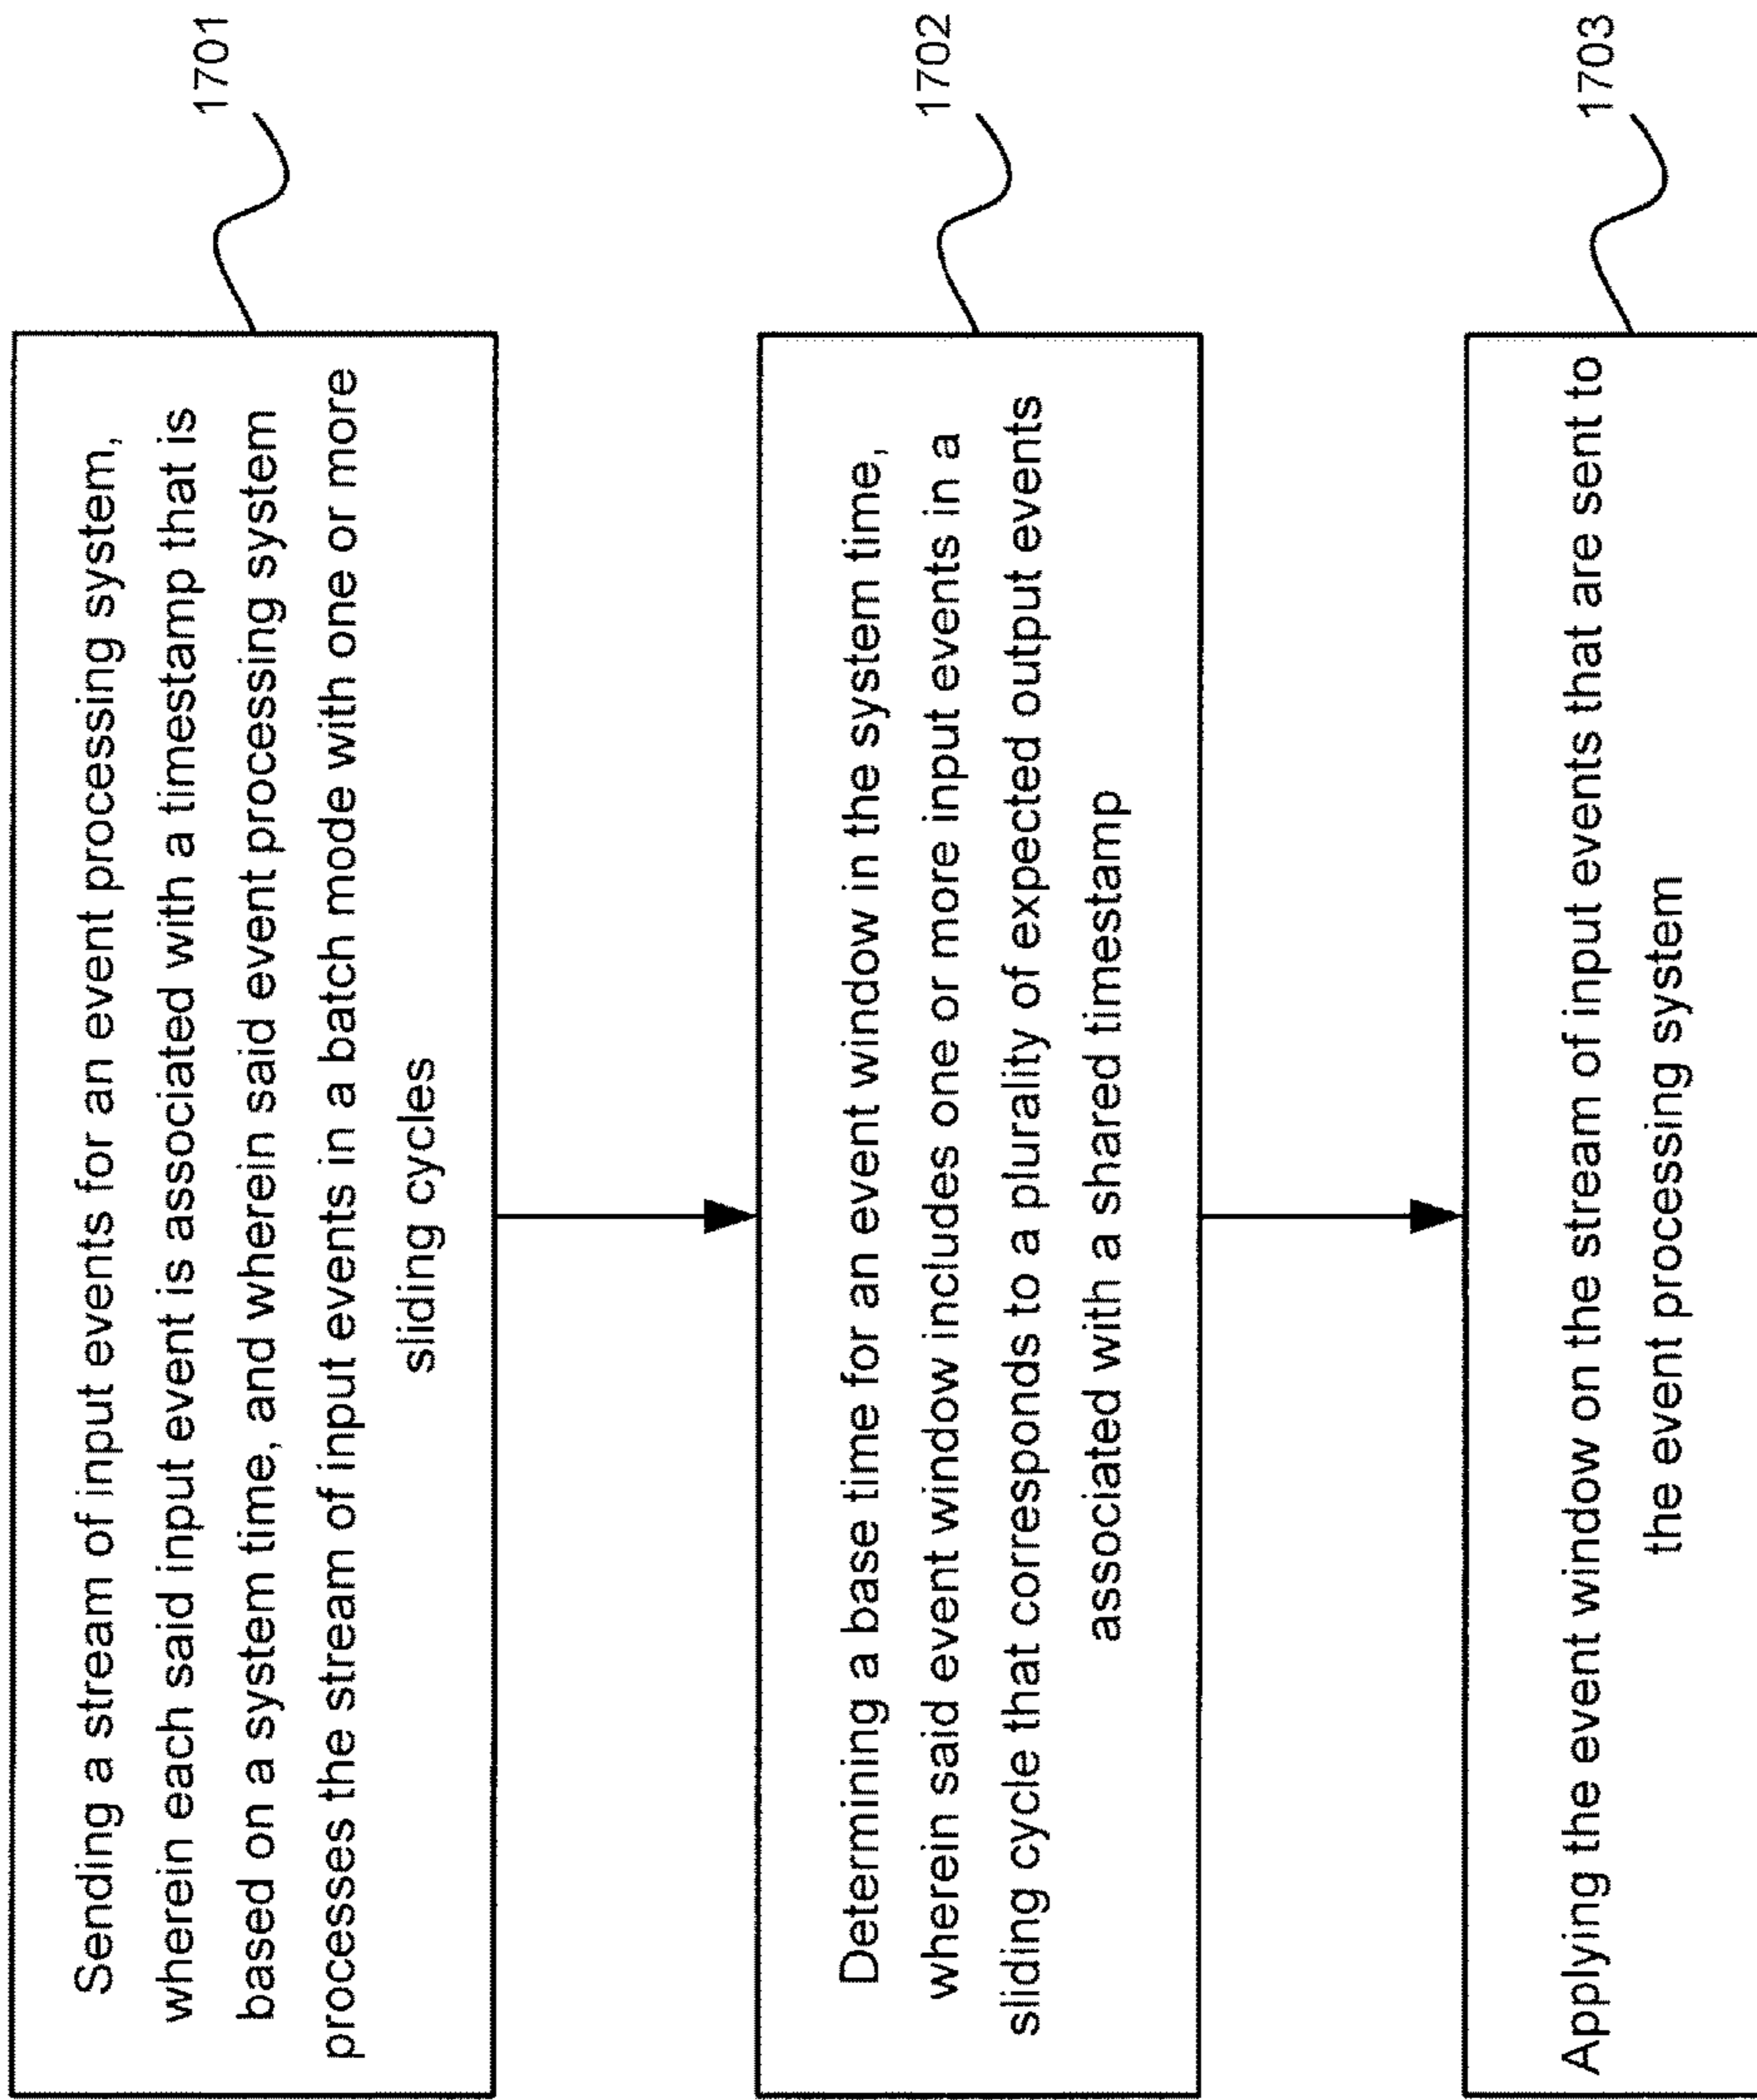 Sending a stream of input events for an event processing system,
wherein each said input event is associated with a timestamp that is
based on a system time, and wherein said event processing system
processes the stream of input events in a batch mode with one or more
sliding cycles
1701
Determining a base time for an event window in the system time,
wherein said event window includes one or more input events in a
sliding cycle that corresponds to a plurality of expected output events
associated with a shared timestamp
1702
Applying the event window on the stream of input events that are sent to
the event processing system
1703